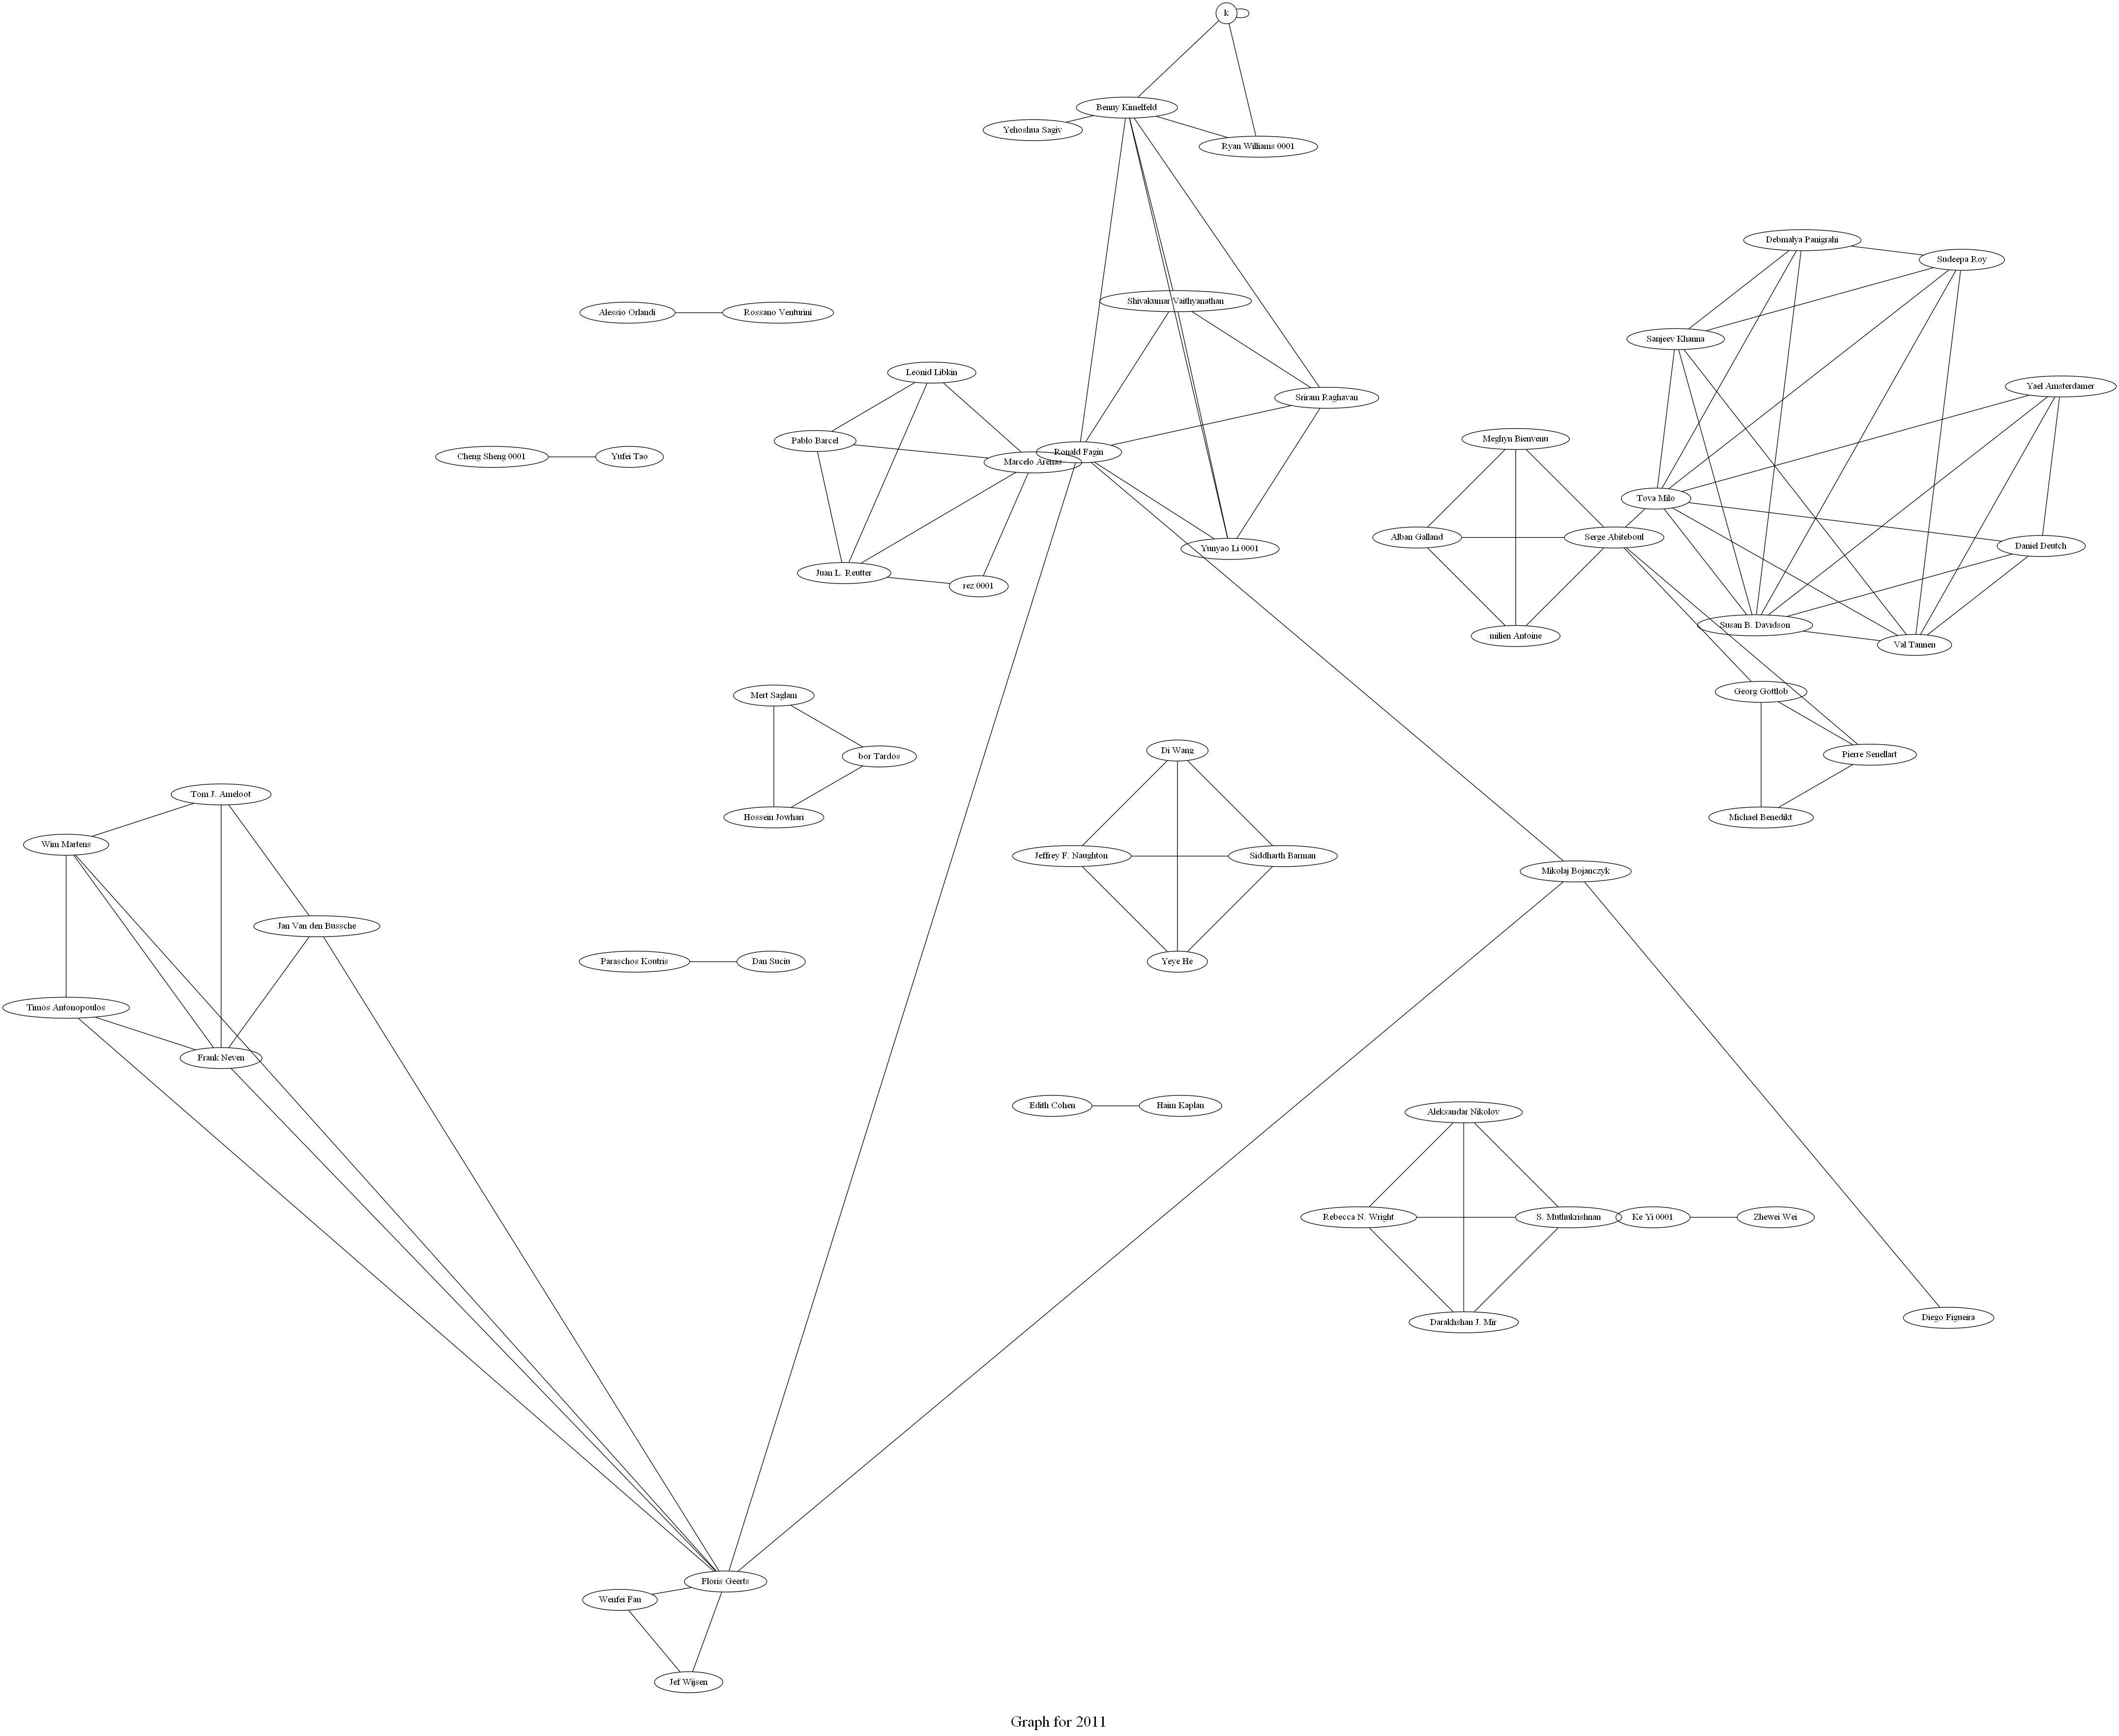 k
Benny Kimelfeld
Yehoshua Sagiv
Ryan Williams 0001
Debmalya Panigrahi
Sudeepa Roy
Shivakumar Vaithyanathan
Alessio Orlandi
Rossano Venturini
Sanjeev Khanna
Leonid Libkin
Yael Amsterdamer
Sriram Raghavan
Meghyn Bienvenu
Pablo Barcel
Ronald Fagin
Cheng Sheng 0001
Yufei Tao
Marcelo Arenas
Tova Milo
Alban Galland
Serge Abiteboul
Daniel Deutch
Yunyao Li 0001
Juan L. Reutter
rez 0001
Susan B. Davidson
milien Antoine
Val Tannen
Georg Gottlob
Mert Saglam
Di Wang
bor Tardos
Pierre Senellart
Tom J. Ameloot
Hossein Jowhari
Michael Benedikt
Wim Martens
Jeffrey F. Naughton
Siddharth Barman
Mikolaj Bojanczyk
Jan Van den Bussche
Paraschos Koutris
Dan Suciu
Yeye He
Timos Antonopoulos
Frank Neven
Edith Cohen
Haim Kaplan
Aleksandar Nikolov
Rebecca N. Wright
S. Muthukrishnan
Ke Yi 0001
Zhewei Wei
Diego Figueira
Darakhshan J. Mir
Floris Geerts
Wenfei Fan
Jef Wijsen
Graph for 2011